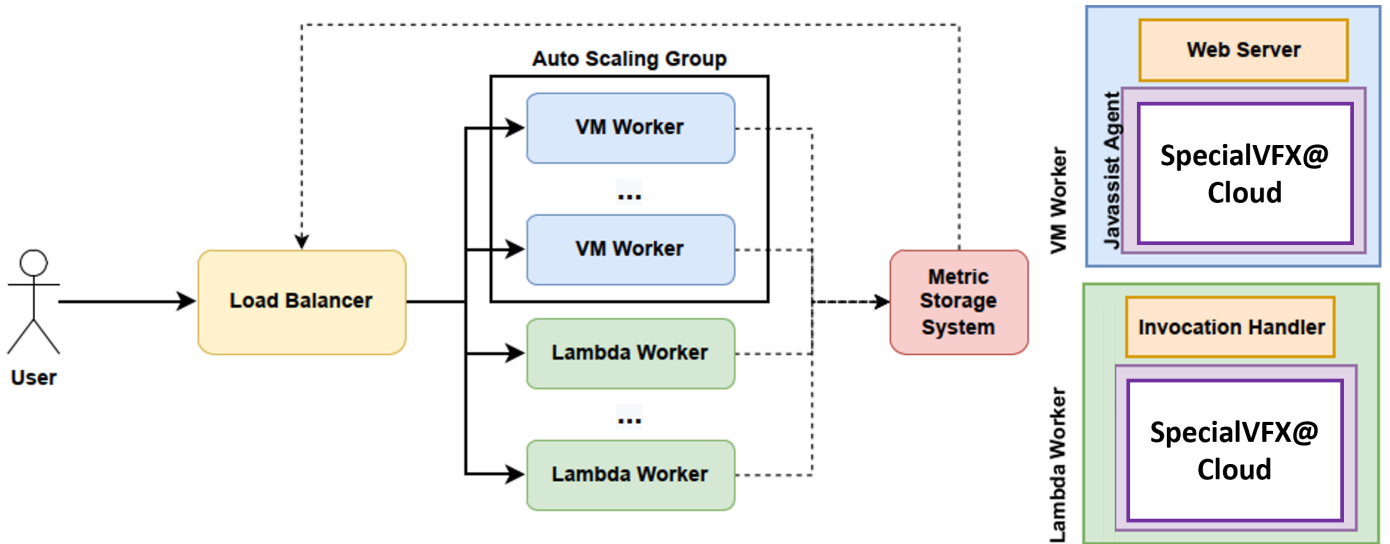 Auto Scaling Group
VM Worker
...
VM Worker
User
Load Balancer
Lambda Worker
...
Lambda Worker
Metric
Storage
System
VM Worker
Javassist Agent
Web Server
SpecialVFX@
Cloud
Lambda Worker
Invocation Handler
SpecialVFX@
Cloud